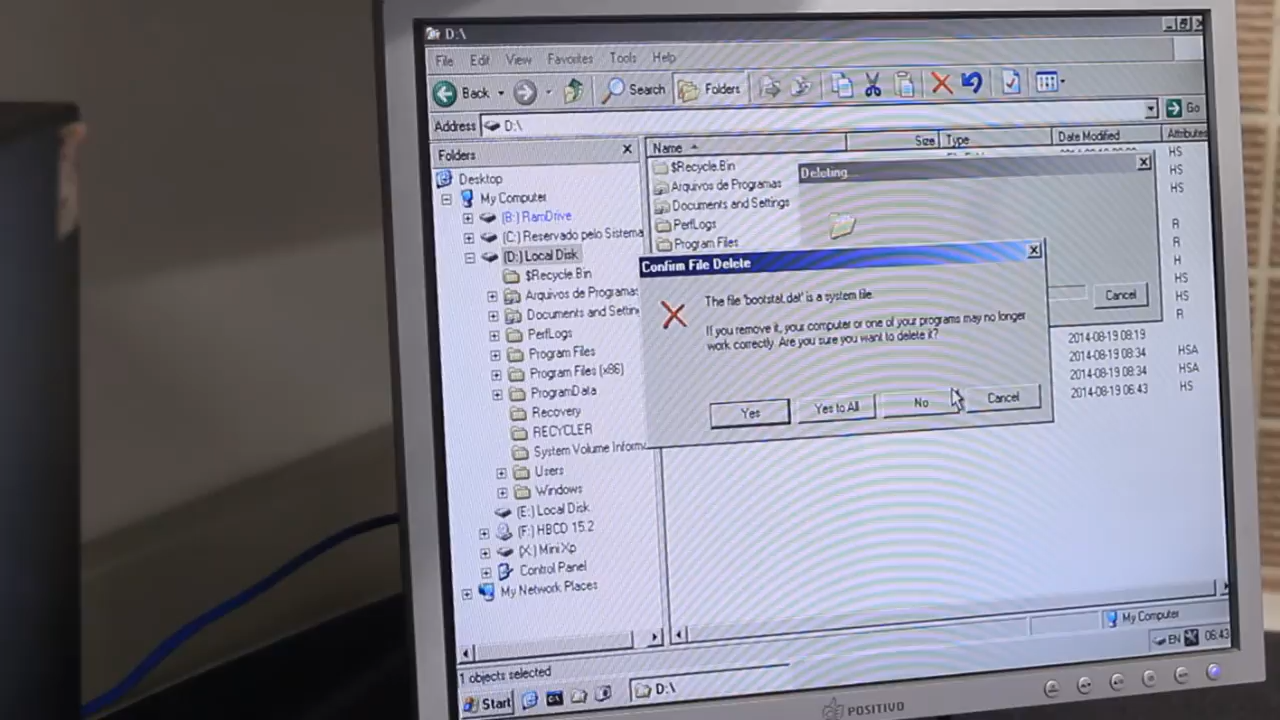 D:\
File Edit View Favorites Tools Help
Back Search Folders
Address D:\ Go
Folders
Name Size Type Date Modified Attributes
Desktop
My Computer
(B:) RamDrive
(C:) Reservado pelo Sistema
(D:) Local Disk
$Recycle.Bin
Arquivos de Programas
Documents and Settin
PerfLogs
Program Files
Program Files (x86)
ProgramData
Recovery
RECYCLER
System Volume Inform
Users
Windows
(E:) Local Disk
(F:) HBCD 15.2
(X:) MiniXp
Control Panel
My Network Places
$Recycle.Bin
Arquivos de Programas
Documents and Settings
PerfLogs
Program Files
Deleting...
Cancel
Confirm File Delete
The file 'bootstat.dat' is a system file.
If you remove it, your computer or one of your programs may no longer
work correctly. Are you sure you want to delete it?
Yes Yes to All No Cancel
HS
HS
HS
R
R
H
HS
HS
R
2014-08-19 08:19
2014-08-19 08:34 HSA
2014-08-19 08:34 HSA
2014-08-19 06:43 HS
1 objects selected
My Computer
Start D:\ EN 06:43
POSITIVO